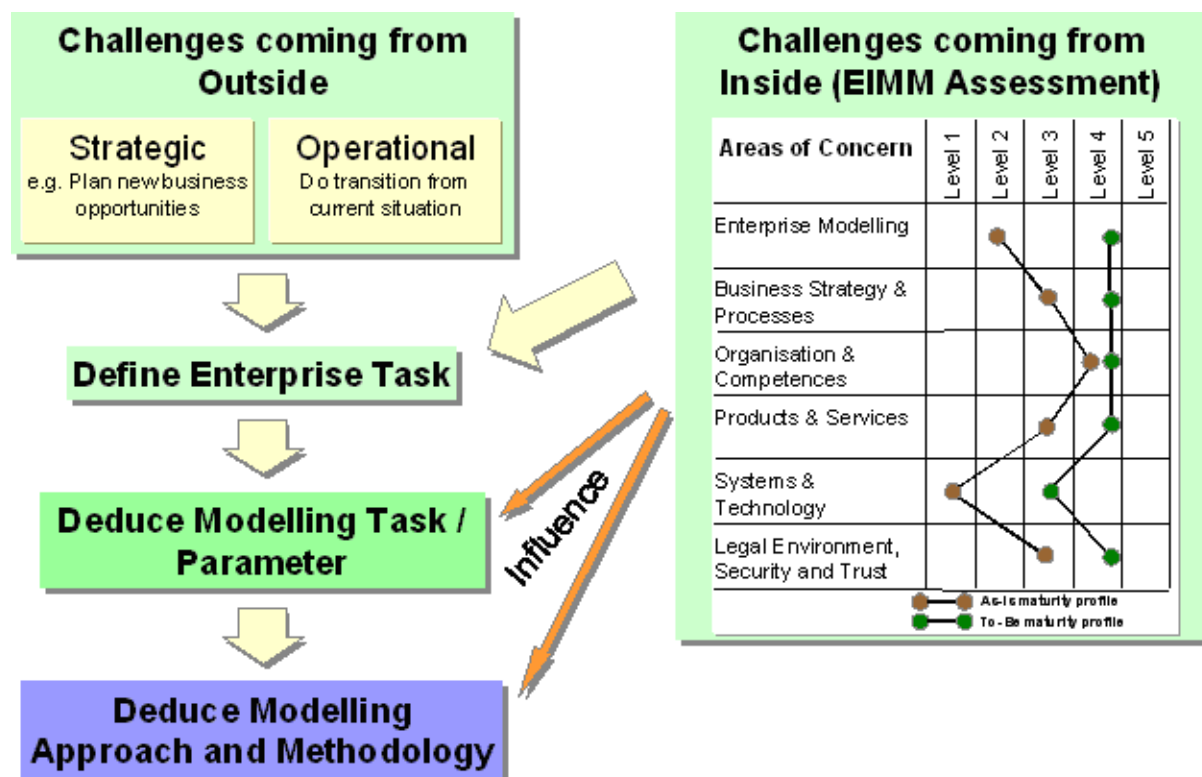 Challenges coming from
Outside
Strategic
e.g. Plan new business
opportunities
Operational
Do transition from
current situation
Define Enterprise Task
Deduce Modelling Task /
Parameter
Deduce Modelling
Approach and Methodology
Influence
Challenges coming from
Inside (EIMM Assessment)
Areas of Concern
Level 1
Level 2
Level 3
Level 4
Level 5
Enterprise Modelling
Business Strategy &
Processes
Organisation &
Competences
Products & Services
Systems &
Technology
Legal Environment,
Security and Trust
As-Is maturity profile
To-Be maturity profile